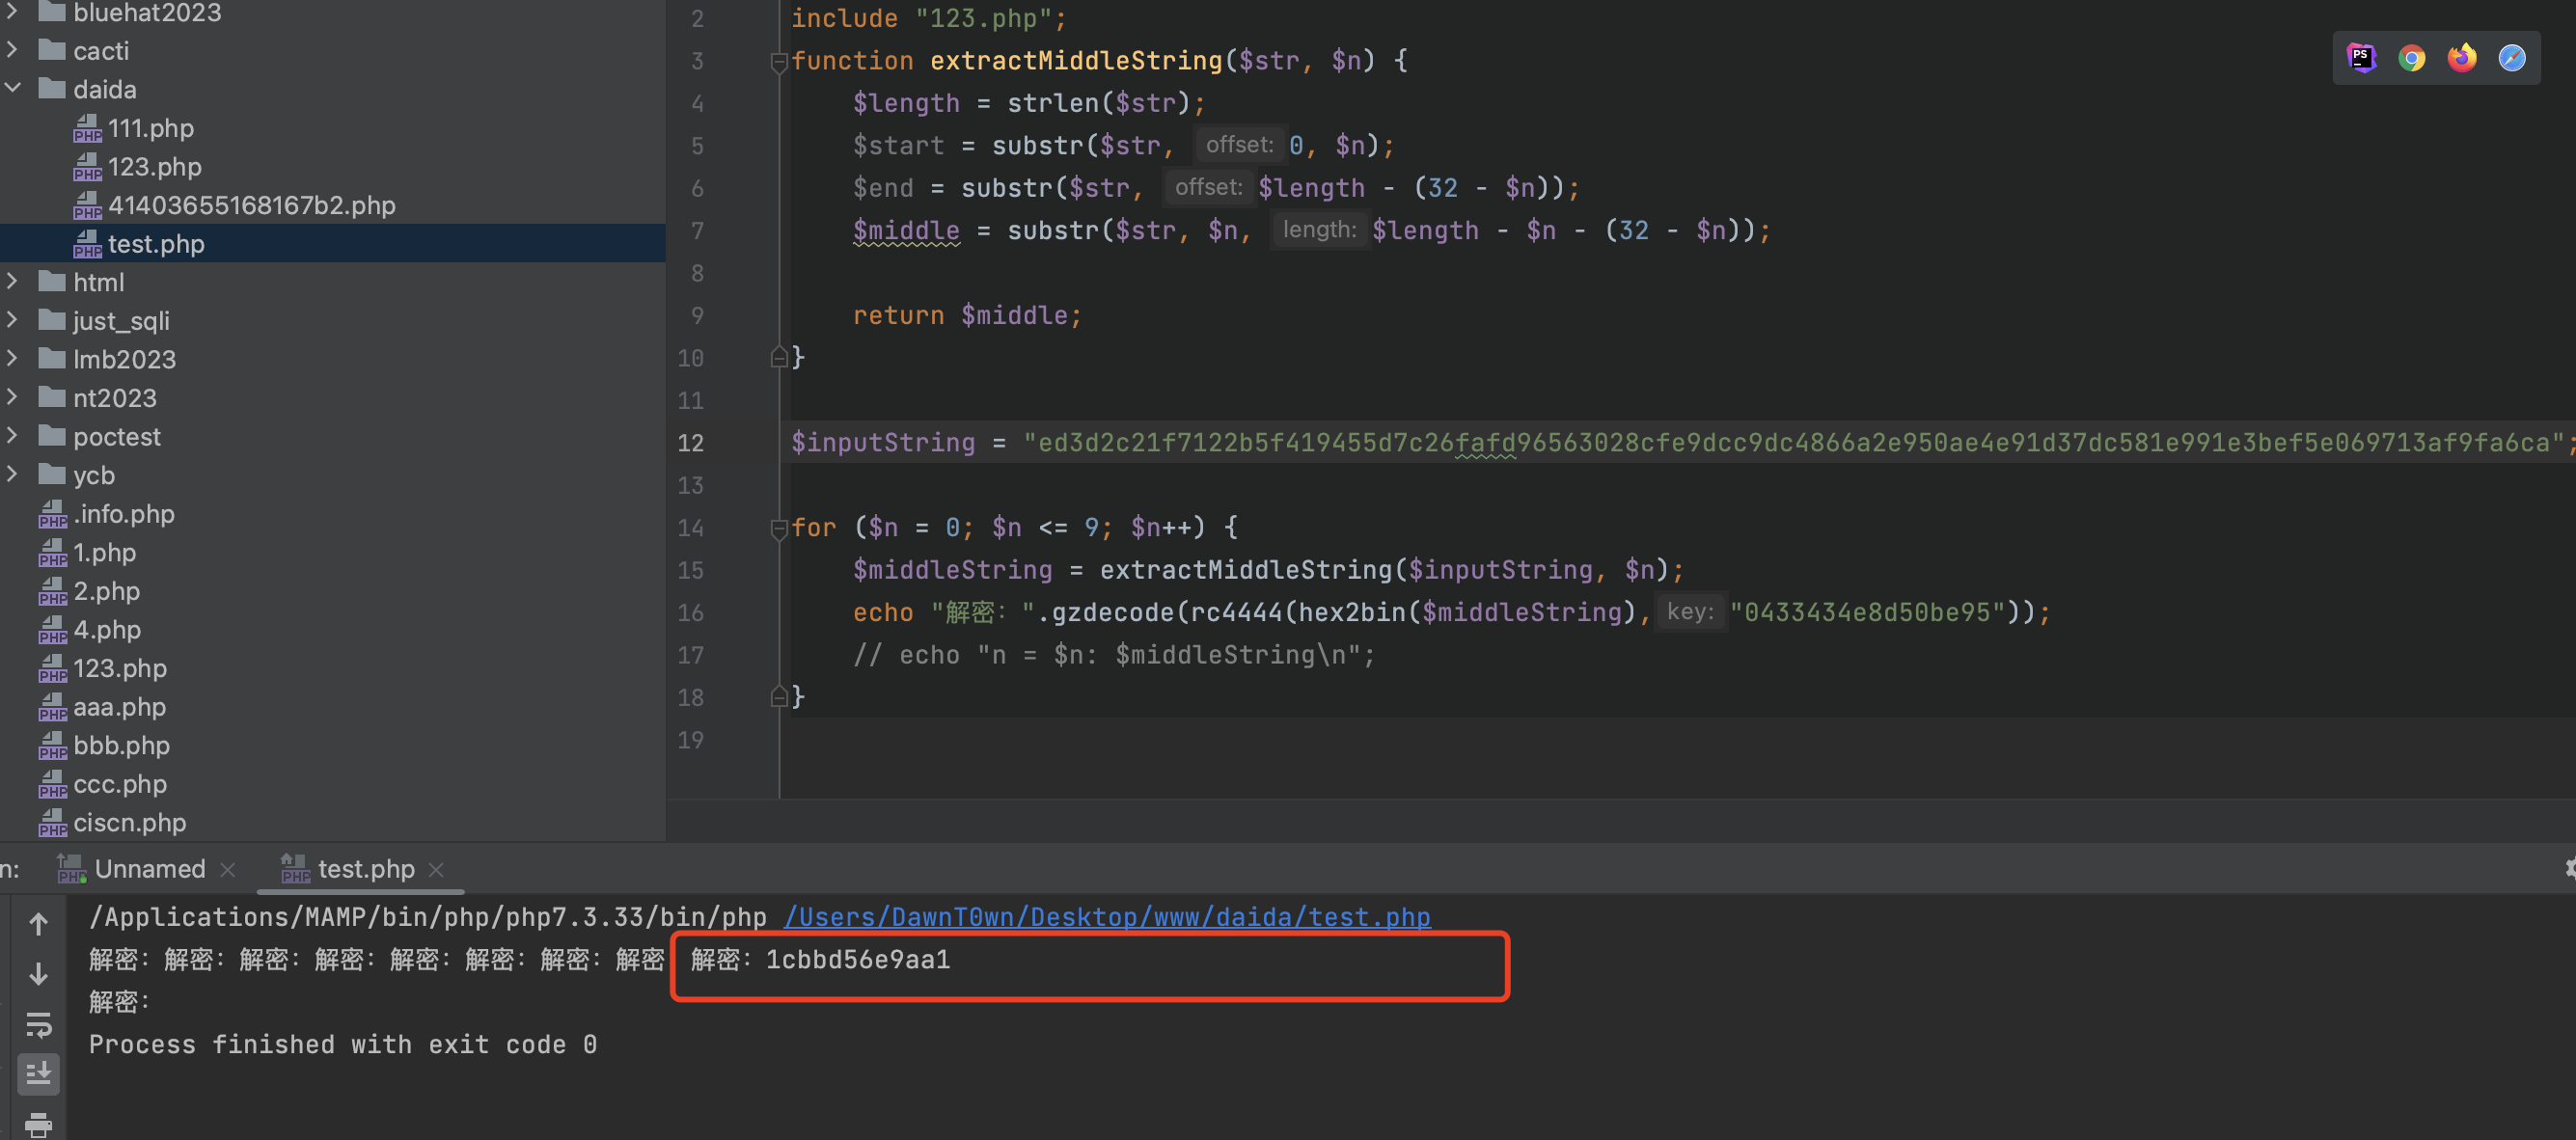 bluehat2023
cacti
daida
111.php
123.php
41403655168167b2.php
test.php
html
just_sqli
lmb2023
nt2023
poctest
ycb
.info.php
1.php
2.php
4.php
123.php
aaa.php
bbb.php
ccc.php
ciscn.php
2 include "123.php";
3 function extractMiddleString($str, $n) {
4 $length = strlen($str);
5 $start = substr($str, offset: 0, $n);
6 $end = substr($str, offset: $length - (32 - $n));
7 $middle = substr($str, $n, length: $length - $n - (32 - $n));
8
9 return $middle;
10 }
11
12 $inputString = "ed3d2c21f7122b5f419455d7c26fafd96563028cfe9dcc9dc4866a2e950ae4e91d37dc581e991e3bef5e069713af9fa6ca";
13
14 for ($n = 0; $n <= 9; $n++) {
15 $middleString = extractMiddleString($inputString, $n);
16 echo "解密: ".gzdecode(rc4444(hex2bin($middleString), key: "0433434e8d50be95"));
17 // echo "n = $n: $middleString\n";
18 }
19
n: Unnamed test.php
/Applications/MAMP/bin/php/php7.3.33/bin/php /Users/DawnT0wn/Desktop/www/daida/test.php
解密: 解密: 解密: 解密: 解密: 解密: 解密: 解密 解密: 1cbbd56e9aa1
解密:
Process finished with exit code 0